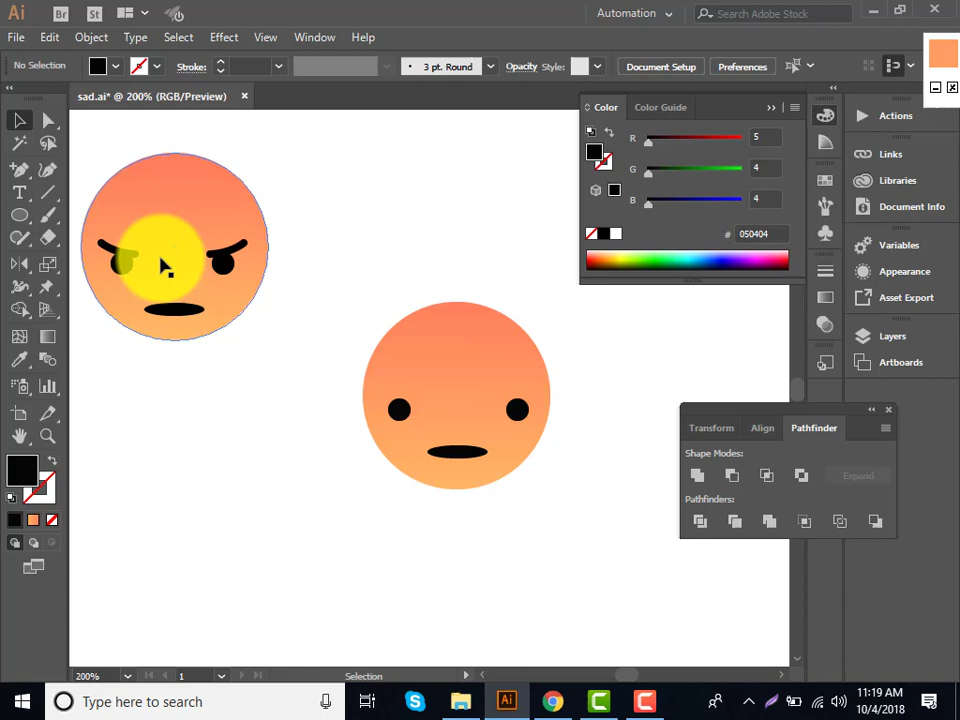 Ai Br St Automation Search Adobe Stock
File Edit Object Type Select Effect View Window Help
No Selection Stroke: 3 pt. Round Opacity Style: Document Setup Preferences
sad.ai* @ 200% (RGB/Preview)
Color Color Guide
R 5
G 4
B 4
# 050404
Actions
Links
Libraries
Document Info
Variables
Appearance
Asset Export
Layers
Artboards
Transform Align Pathfinder
Shape Modes:
Expand
Pathfinders:
200% 1 Selection
Type here to search
Ai
11:19 AM
10/4/2018